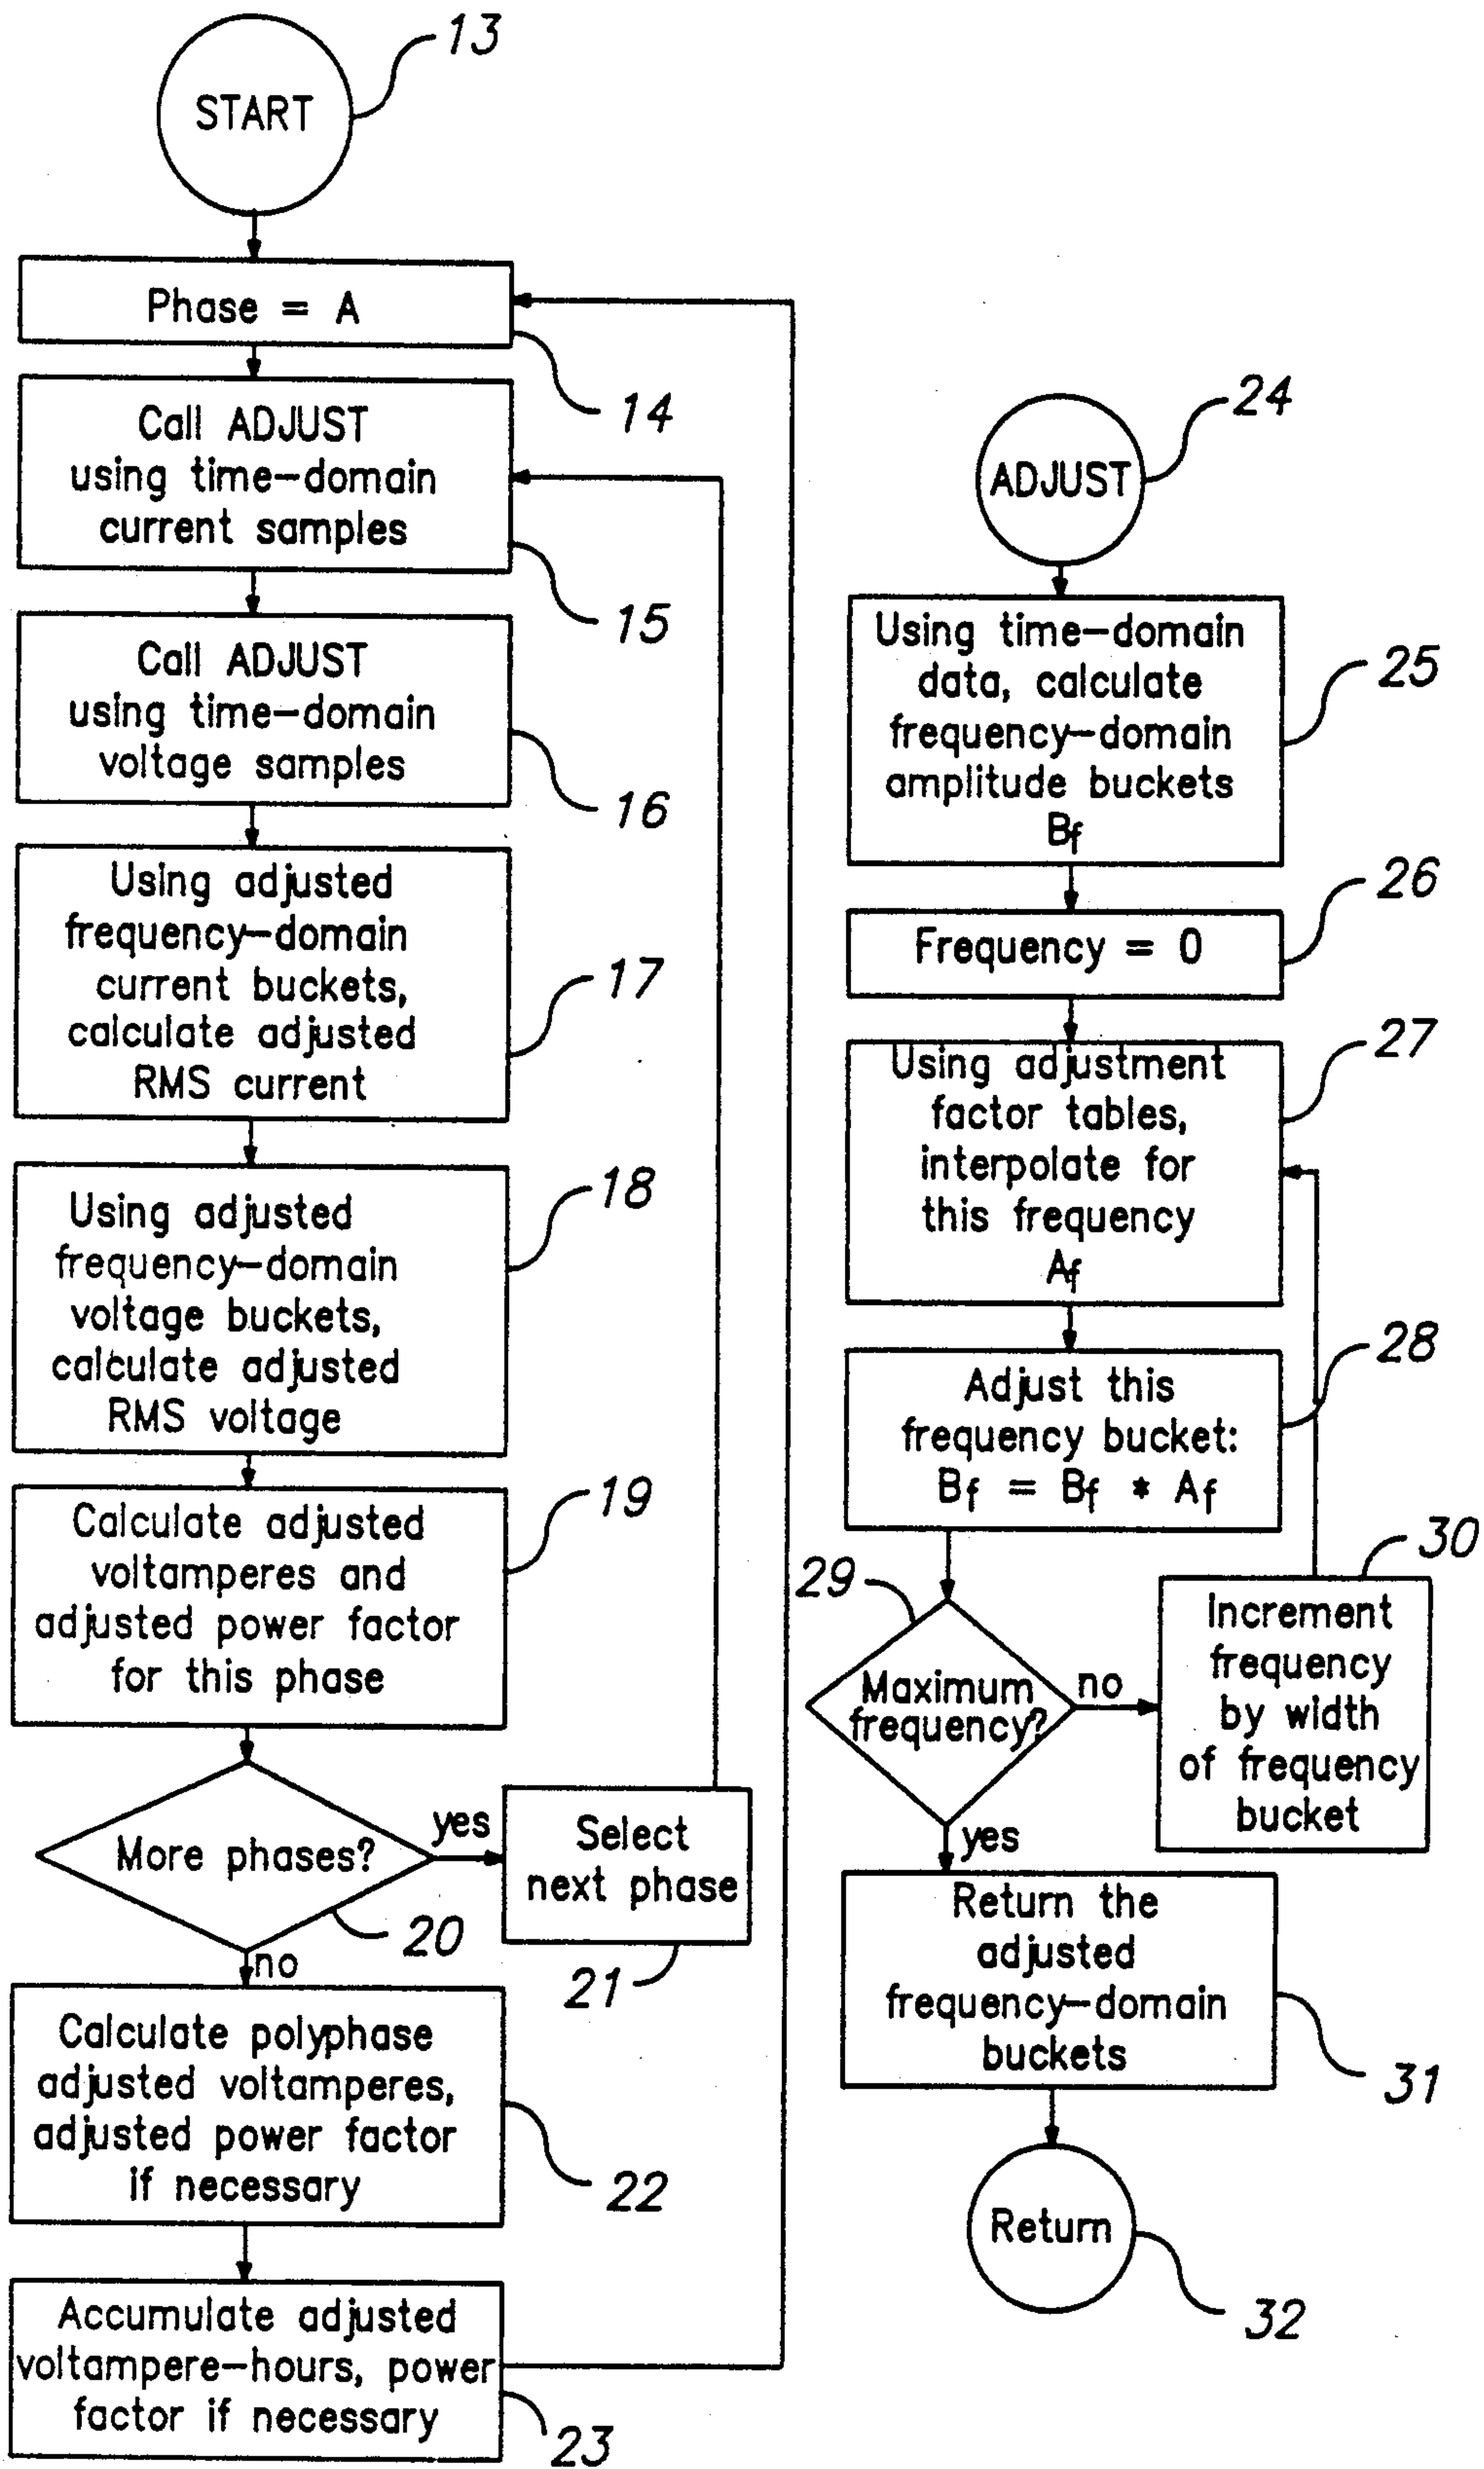 13
START
Phase = A
14
Call ADJUST
using time-domain
current samples
15
Call ADJUST
using time-domain
voltage samples
16
Using adjusted
frequency-domain
current buckets,
calculate adjusted
RMS current
17
Using adjusted
frequency-domain
voltage buckets,
calculate adjusted
RMS voltage
18
Calculate adjusted
voltamperes and
adjusted power factor
for this phase
19
More phases?
yes
20
no
Select
next phase
21
Calculate polyphase
adjusted voltamperes,
adjusted power factor
if necessary
22
Accumulate adjusted
voltampere-hours, power
factor if necessary
23
24
ADJUST
Using time-domain
data, calculate
frequency-domain
amplitude buckets
Bf
25
Frequency = 0
26
Using adjustment
factor tables,
interpolate for
this frequency
Af
27
Adjust this
frequency bucket:
Bf = Bf * Af
28
29
Maximum
frequency?
no
yes
30
Increment
frequency
by width
of frequency
bucket
Return the
adjusted
frequency-domain
buckets
31
Return
32